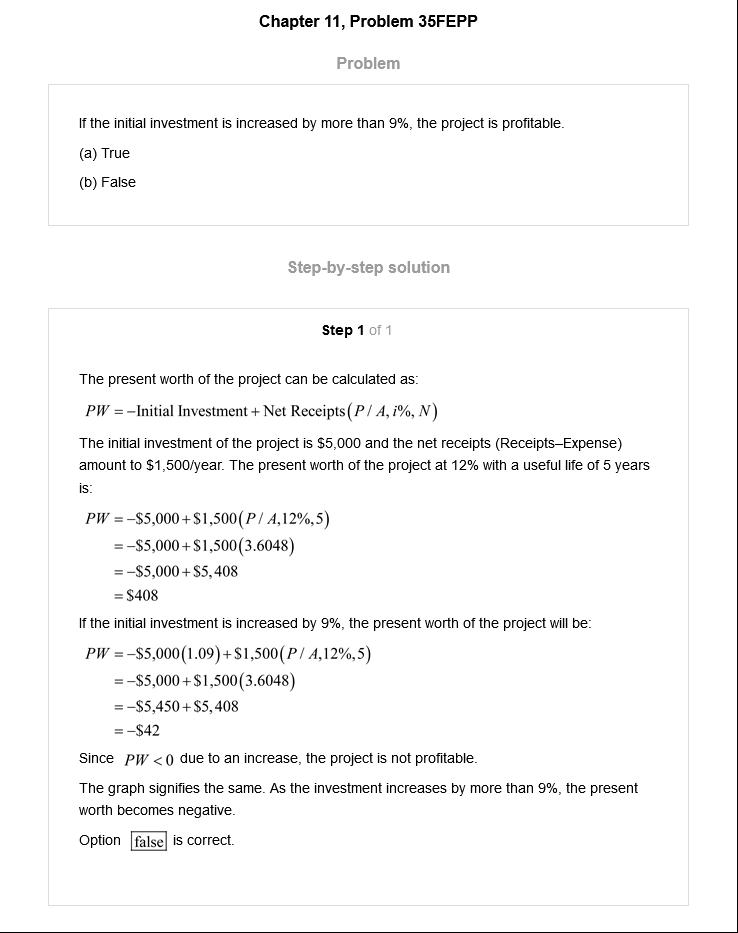 Chapter 11, Problem 35FEPP
Problem
If the initial investment is increased by more than 9%, the project is profitable.
(a) True
(b) False
Step-by-step solution
Step 1 of 1
The present worth of the project can be calculated as:
PW = −Initial Investment + Net Receipts(P / A, i%, N)
The initial investment of the project is $5,000 and the net receipts (Receipts–Expense)
amount to $1,500/year. The present worth of the project at 12% with a useful life of 5 years
is:
PW = −$5,000 + $1,500(P / A,12%,5)
= −$5,000 + $1,500(3.6048)
= −$5,000 + $5,408
= $408
If the initial investment is increased by 9%, the present worth of the project will be:
PW = −$5,000(1.09) + $1,500(P / A,12%,5)
= −$5,000 + $1,500(3.6048)
= −$5,450 + $5,408
= −$42
Since PW < 0 due to an increase, the project is not profitable.
The graph signifies the same. As the investment increases by more than 9%, the present
worth becomes negative.
Option false is correct.